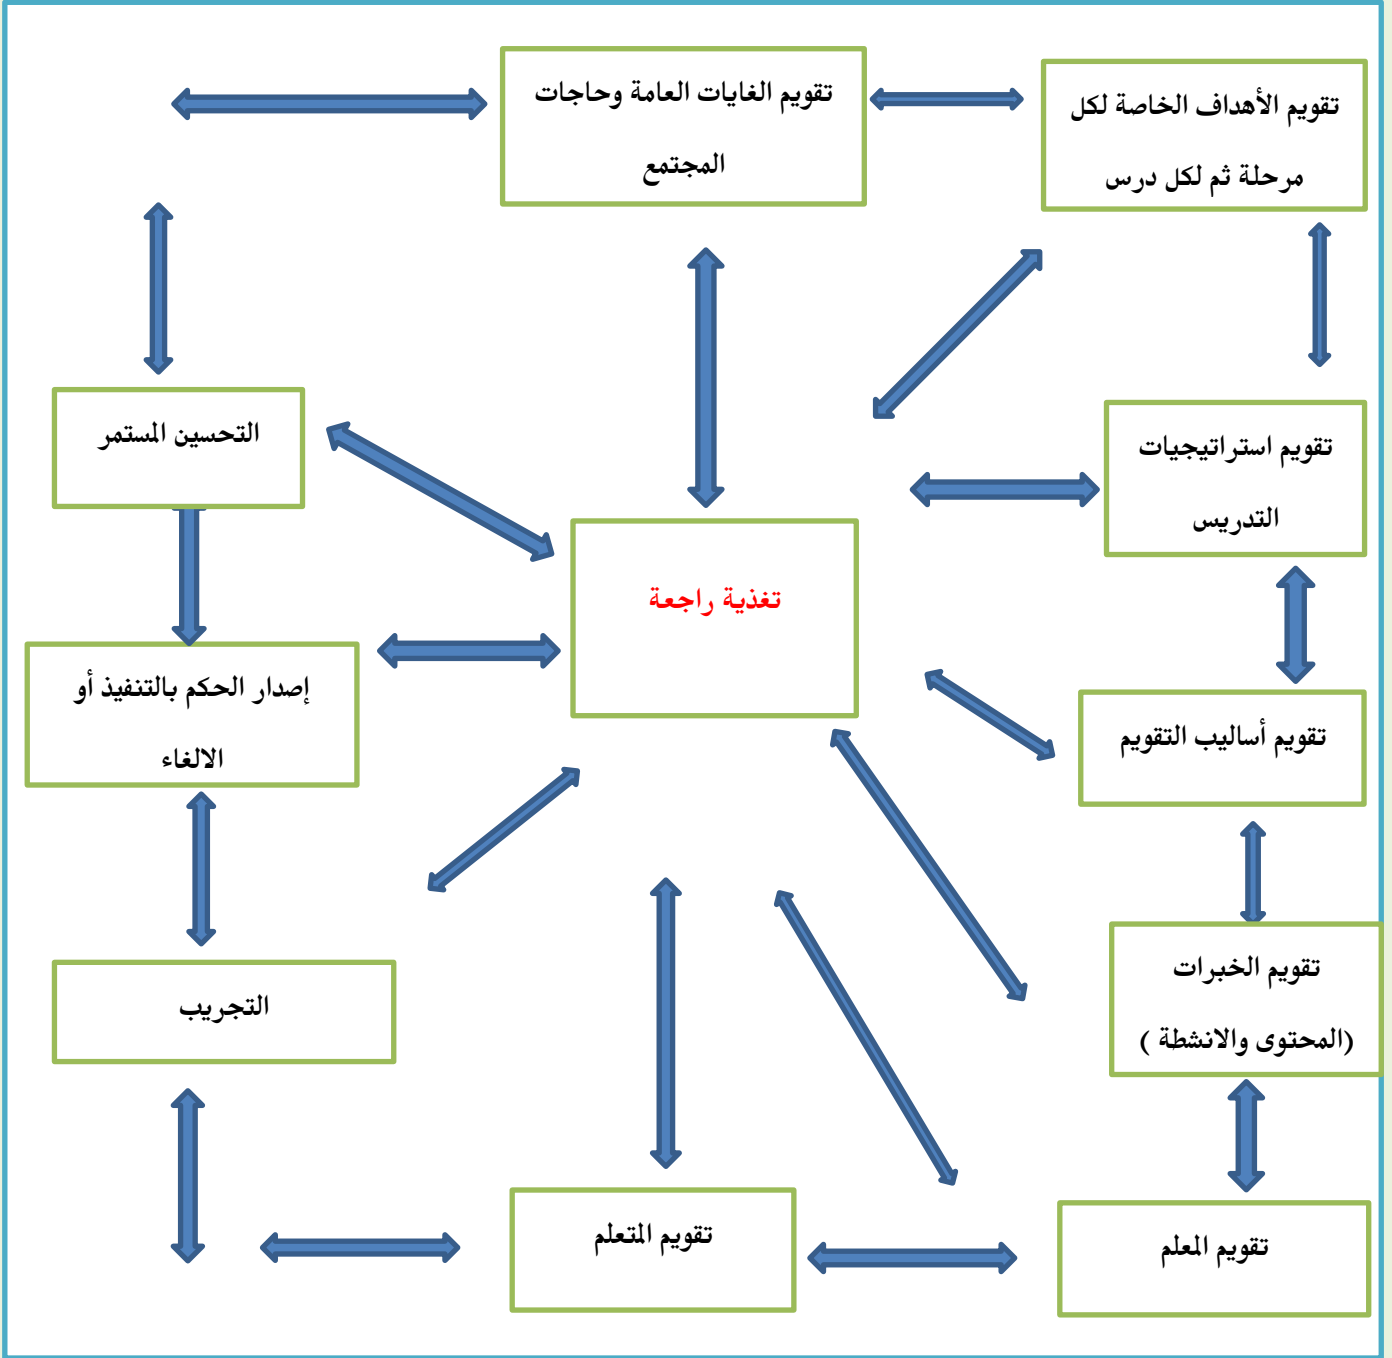 تقويم الأهداف الخاصة لكل
مرحلة ثم لكل درس
تقويم الغايات العامة وحاجات
المجتمع
تقويم استراتيجيات
التدريس
التحسين المستمر
تغذية راجعة
إصدار الحكم بالتنفيذ أو
الالغاء
تقويم أساليب التقويم
تقويم الخبرات
(المحتوى والانشطة )
التجريب
تقويم المعلم
تقويم المتعلم